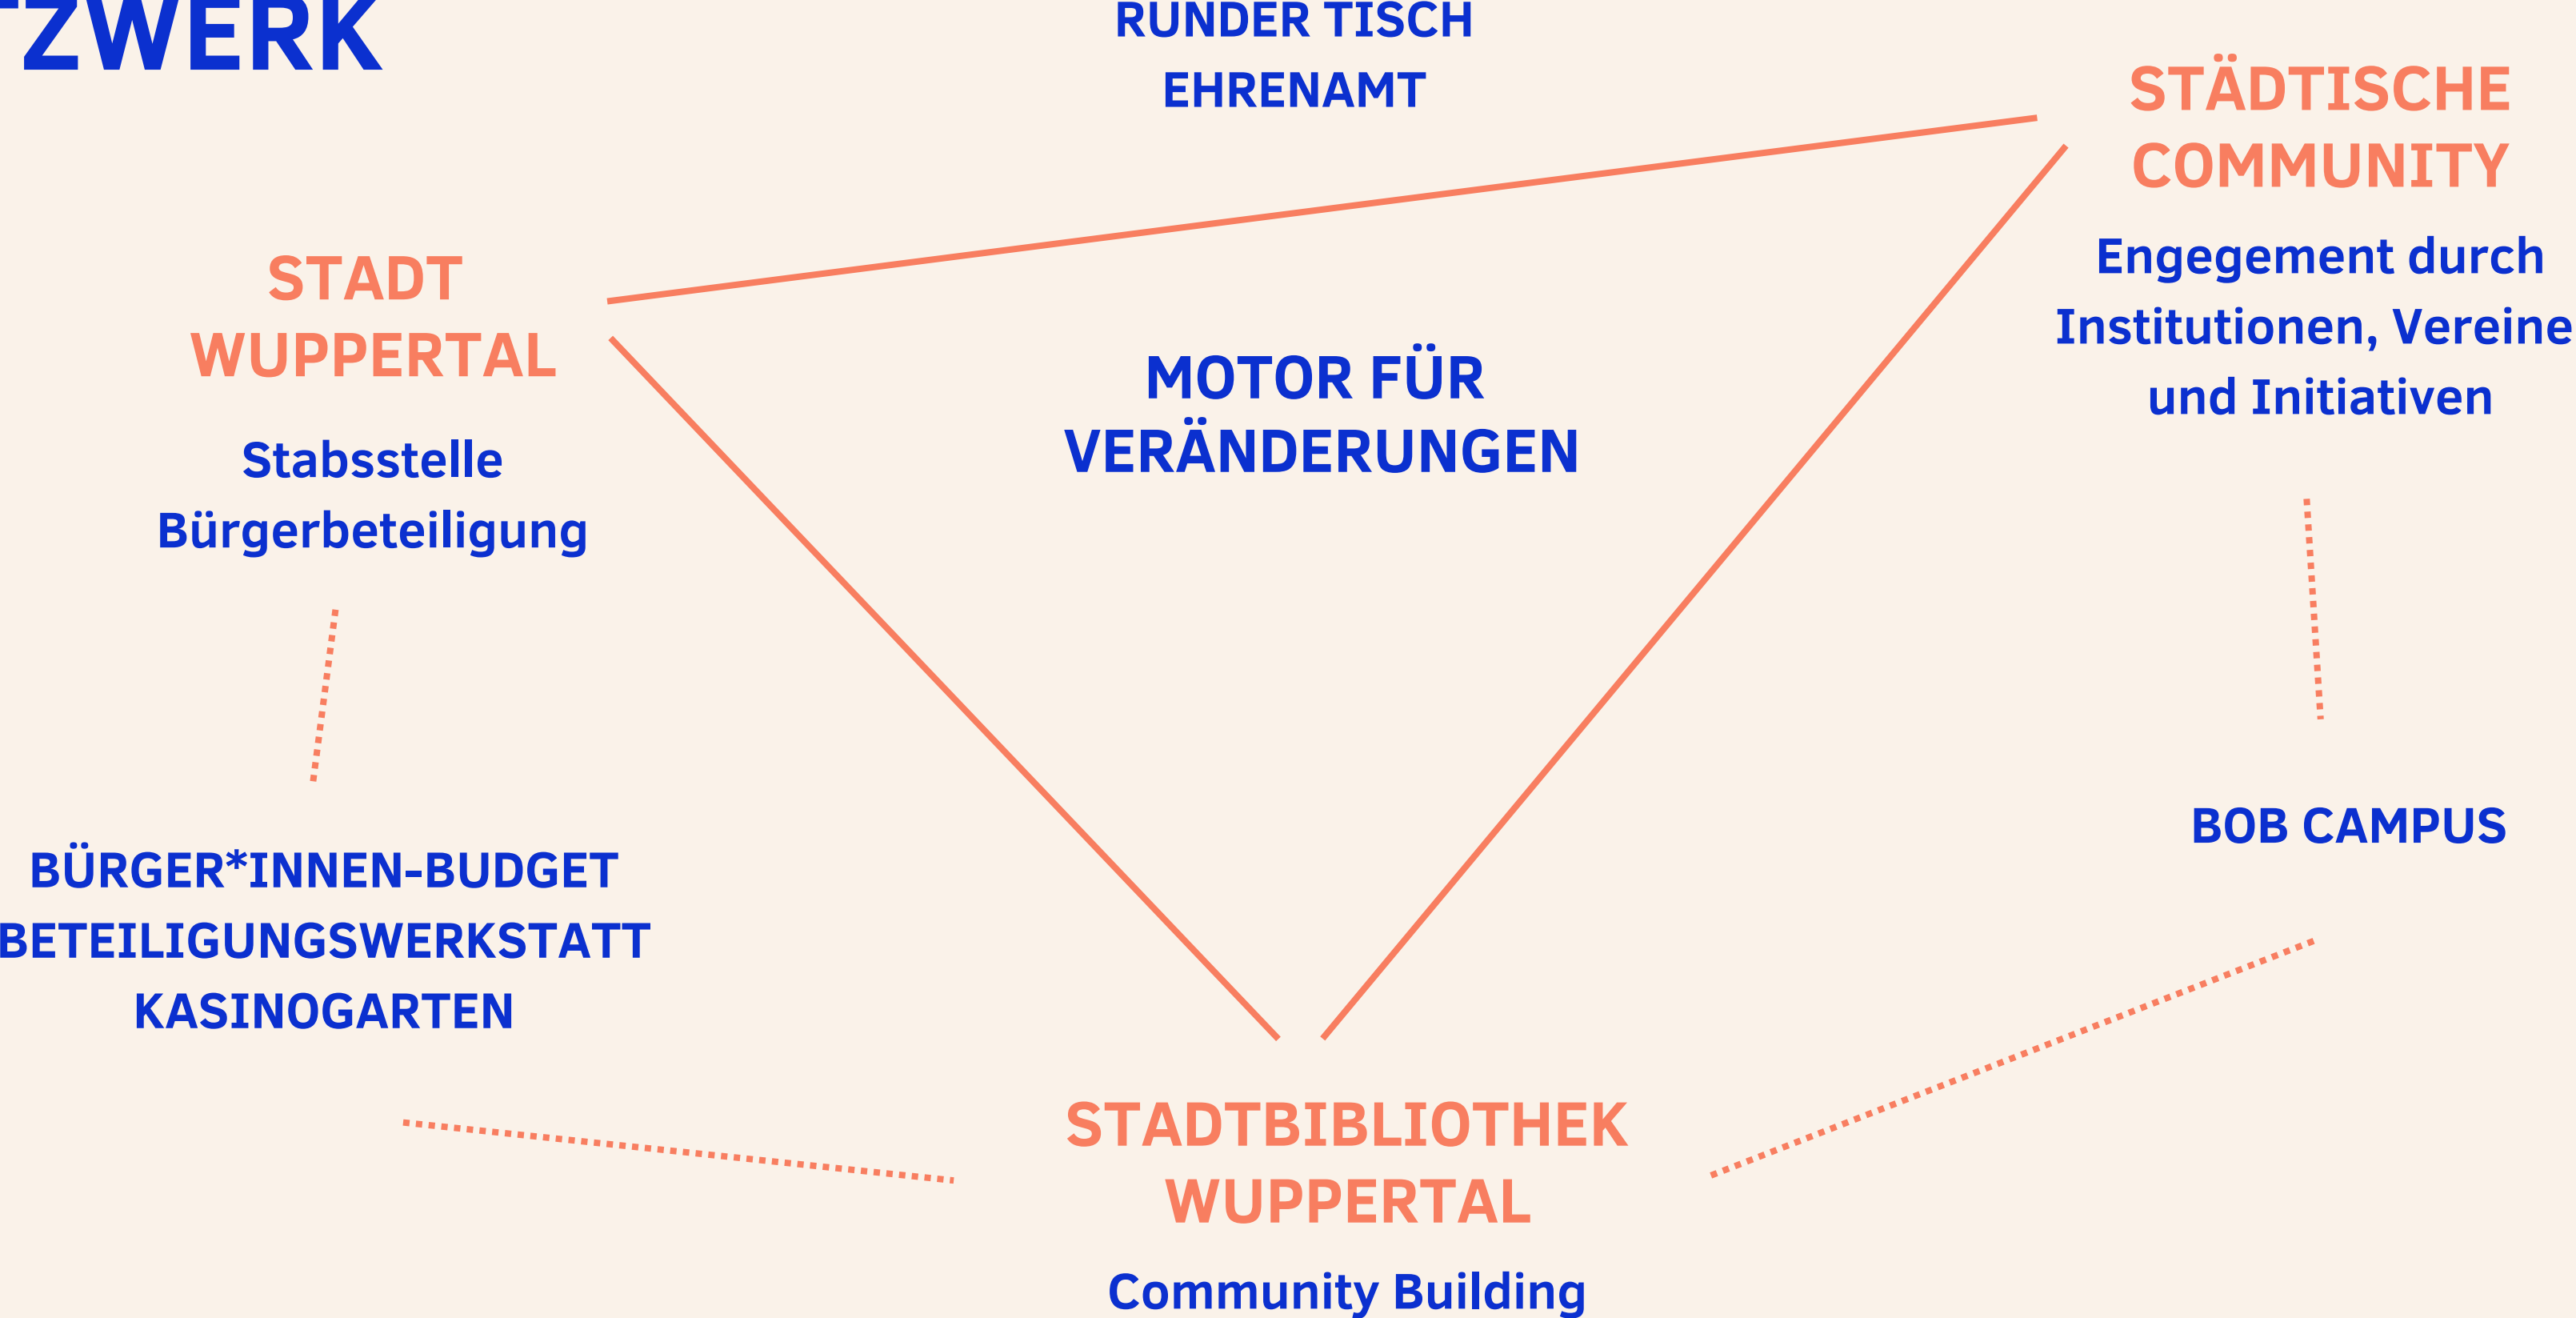 TZWERK
RUNDER TISCH
EHRENAMT
STÄDTISCHE
COMMUNITY
Engegement durch
Institutionen, Vereine
und Initiativen
STADT
WUPPERTAL
Stabsstelle
Bürgerbeteiligung
MOTOR FÜR
VERÄNDERUNGEN
BOB CAMPUS
BÜRGER*INNEN-BUDGET
BETEILIGUNGSWERKSTATT
KASINOGARTEN
STADTBIBLIOTHEK
WUPPERTAL
Community Building